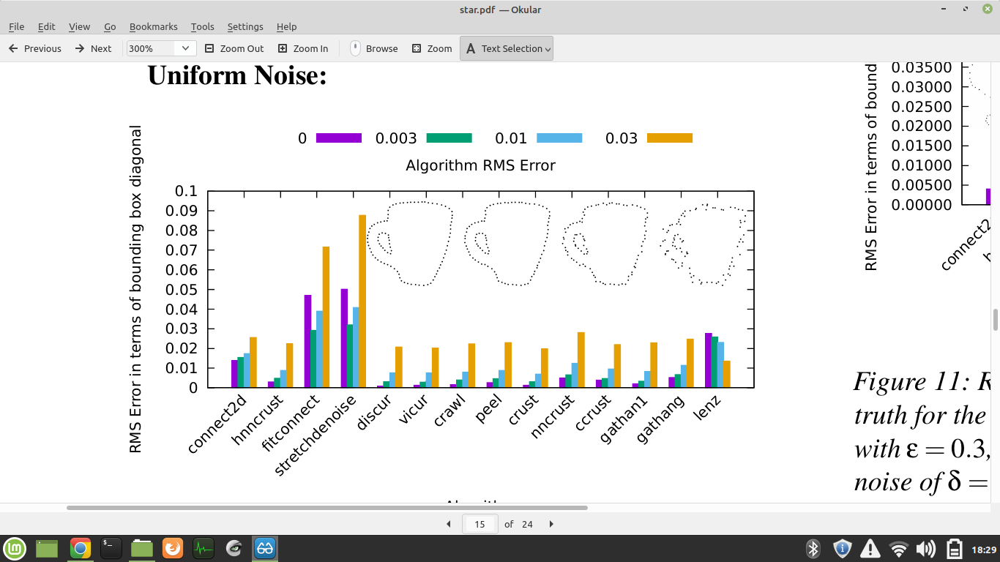 star.pdf — Okular
File Edit View Go Bookmarks Tools Settings Help
Previous Next 300% Zoom Out Zoom In Browse Zoom Text Selection
Uniform Noise:
0 0.003 0.01 0.03
Algorithm RMS Error
RMS Error in terms of bounding box diagonal
0.1
0.09
0.08
0.07
0.06
0.05
0.04
0.03
0.02
0.01
0
connect2d
hnncrust
fitconnect
stretchdenoise
discur
vicur
crawl
peel
crust
nncrust
ccrust
gathan1
gathang
lenz
RMS Error in terms of bound
0.03500
0.03000
0.02500
0.02000
0.01500
0.01000
0.00500
0.00000
connect2
Figure 11: R
truth for the
with ε = 0.3,
noise of δ =
15 of 24
18:29